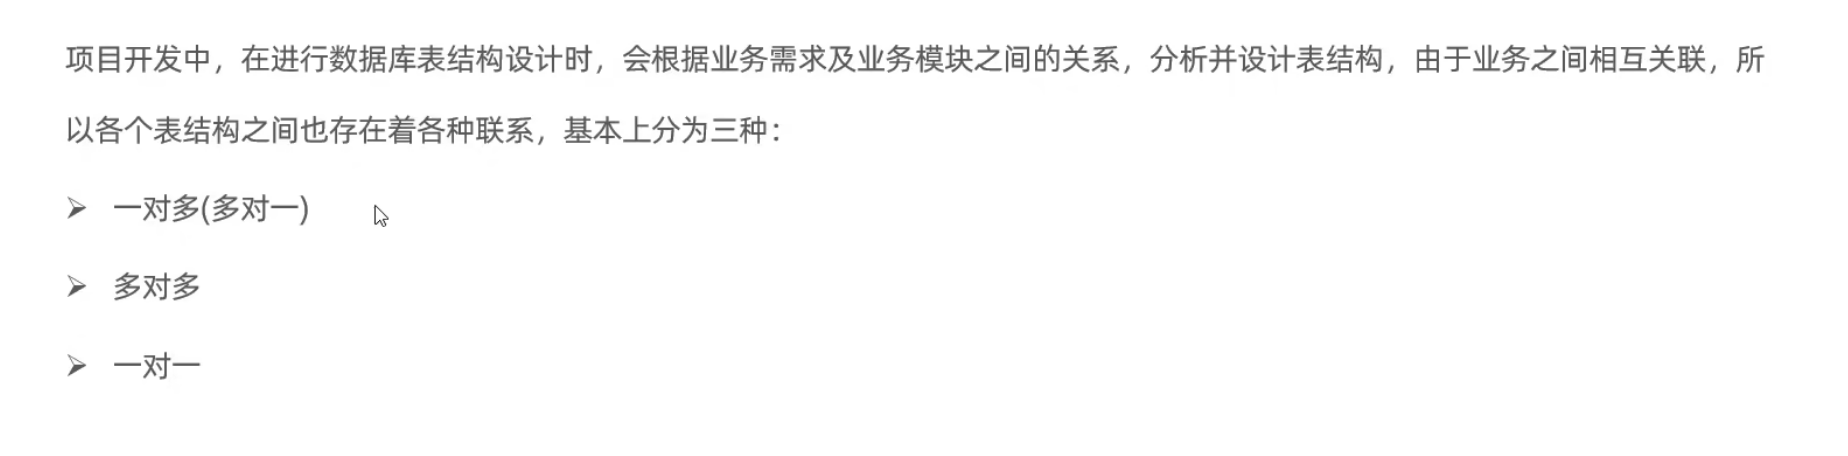 项目开发中，在进行数据库表结构设计时，会根据业务需求及业务模块之间的关系，分析并设计表结构，由于业务之间相互关联，所
以各个表结构之间也存在着各种联系，基本上分为三种：
➢ 一对多(多对一)
➢ 多对多
➢ 一对一